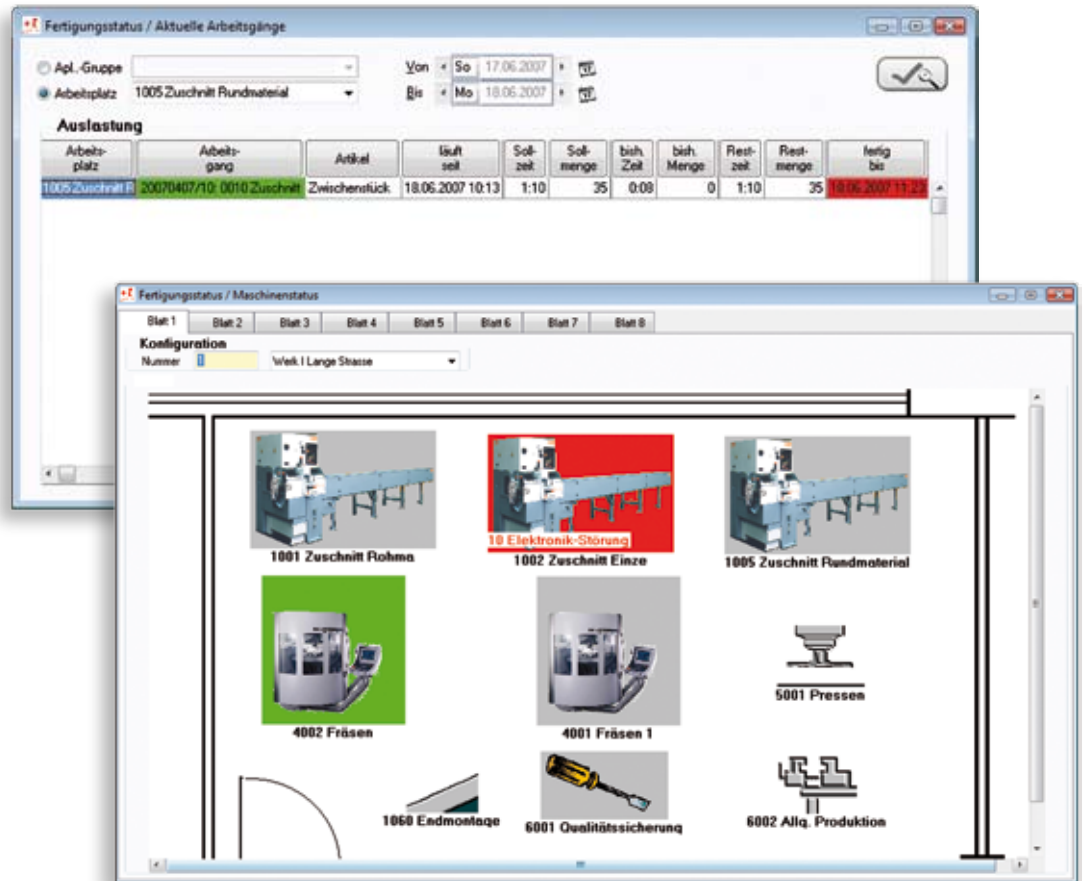 Fertigungsstatus / Aktuelle Arbeitsgänge
Apl.-Gruppe
Von So 17.06.2007
Arbeitsplatz 1005 Zuschnitt Rundmaterial
Bis Mo 18.06.2007
Auslastung
Arbeits-platz Arbeits-gang Artikel läuft seit Soll-zeit Soll-menge bish. Zeit bish. Menge Rest-zeit Rest-menge fertig bis
1005 Zuschnitt R 20070407/10: 0010 Zuschnitt Zwischenstück 18.06.2007 10:13 1:10 35 0:08 0 1:10 35 18.06.2007 11:23
Fertigungsstatus / Maschinenstatus
Blatt 1 Blatt 2 Blatt 3 Blatt 4 Blatt 5 Blatt 6 Blatt 7 Blatt 8
Konfiguration
Nummer 1 Werk I Lange Strasse
10 Elektronik-Störung
1001 Zuschnitt Rohma
1002 Zuschnitt Einze
1005 Zuschnitt Rundmaterial
5001 Pressen
4002 Fräsen
4001 Fräsen 1
1060 Endmontage
6001 Qualitätssicherung
6002 Allg. Produktion